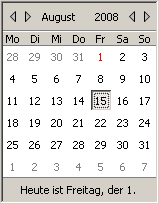 August 2008
Mo Di Mi Do Fr Sa So
28 29 30 31 1 2 3
4 5 6 7 8 9 10
11 12 13 14 15 16 17
18 19 20 21 22 23 24
25 26 27 28 29 30 31
1 2 3 4 5 6 7
Heute ist Freitag, der 1.